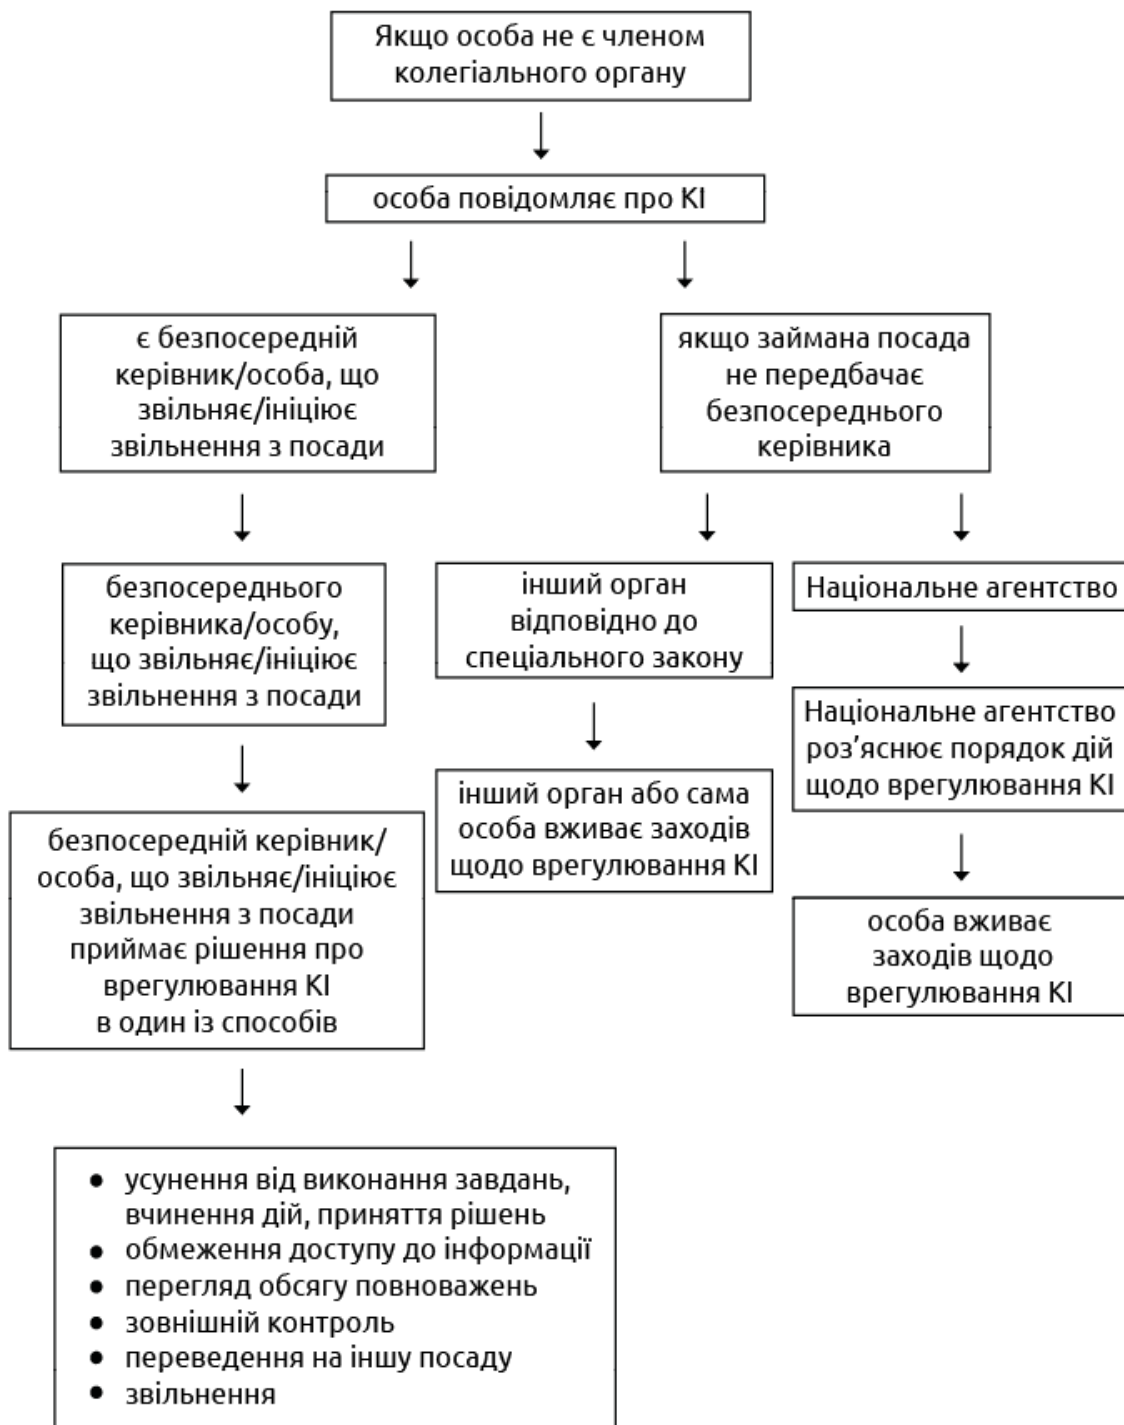 Якщо особа не є членом
колегіального органу
особа повідомляє про КІ
є безпосередній
керівник/особа, що
звільняє/ініціює
звільнення з посади
якщо займана посада
не передбачає
безпосереднього
керівника
безпосереднього
керівника/особу,
що звільняє/ініціює
звільнення з посади
інший орган
відповідно до
спеціального закону
Національне агентство
Національне агентство
роз’яснює порядок дій
щодо врегулювання КІ
інший орган або сама
особа вживає заходів
щодо врегулювання КІ
безпосередній керівник/
особа, що звільняє/ініціює
звільнення з посади
приймає рішення про
врегулювання КІ
в один із способів
особа вживає
заходів щодо
врегулювання КІ
● усунення від виконання завдань,
вчинення дій, приняття рішень
● обмеження доступу до інформації
● перегляд обсягу повноважень
● зовнішній контроль
● переведення на іншу посаду
● звільнення